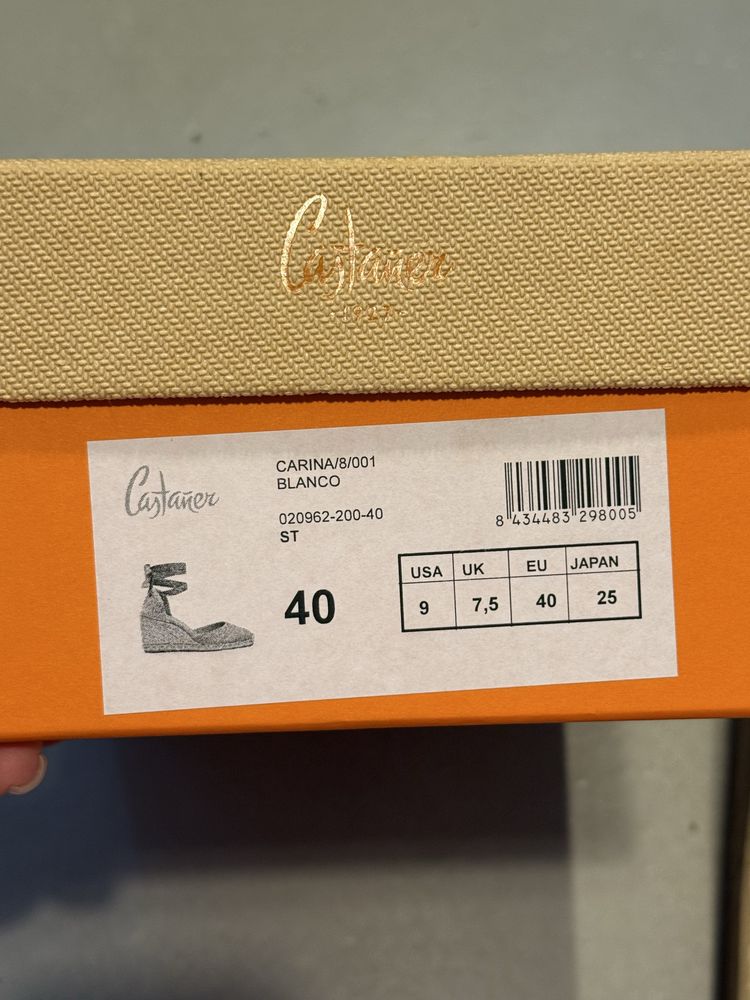 Castañer
·1927·
Castañer
CARINA/8/001
BLANCO
020962-200-40
ST
8 434483 298005
40
USA UK EU JAPAN
9 7,5 40 25